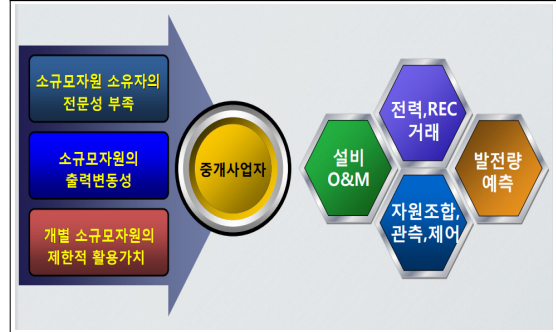 소규모자원 소유자의
전문성 부족
소규모자원의
출력변동성
개별 소규모자원의
제한적 활용가치
중개사업자
설비
O&M
전력,REC
거래
자원조합,
관측,제어
발전량
예측